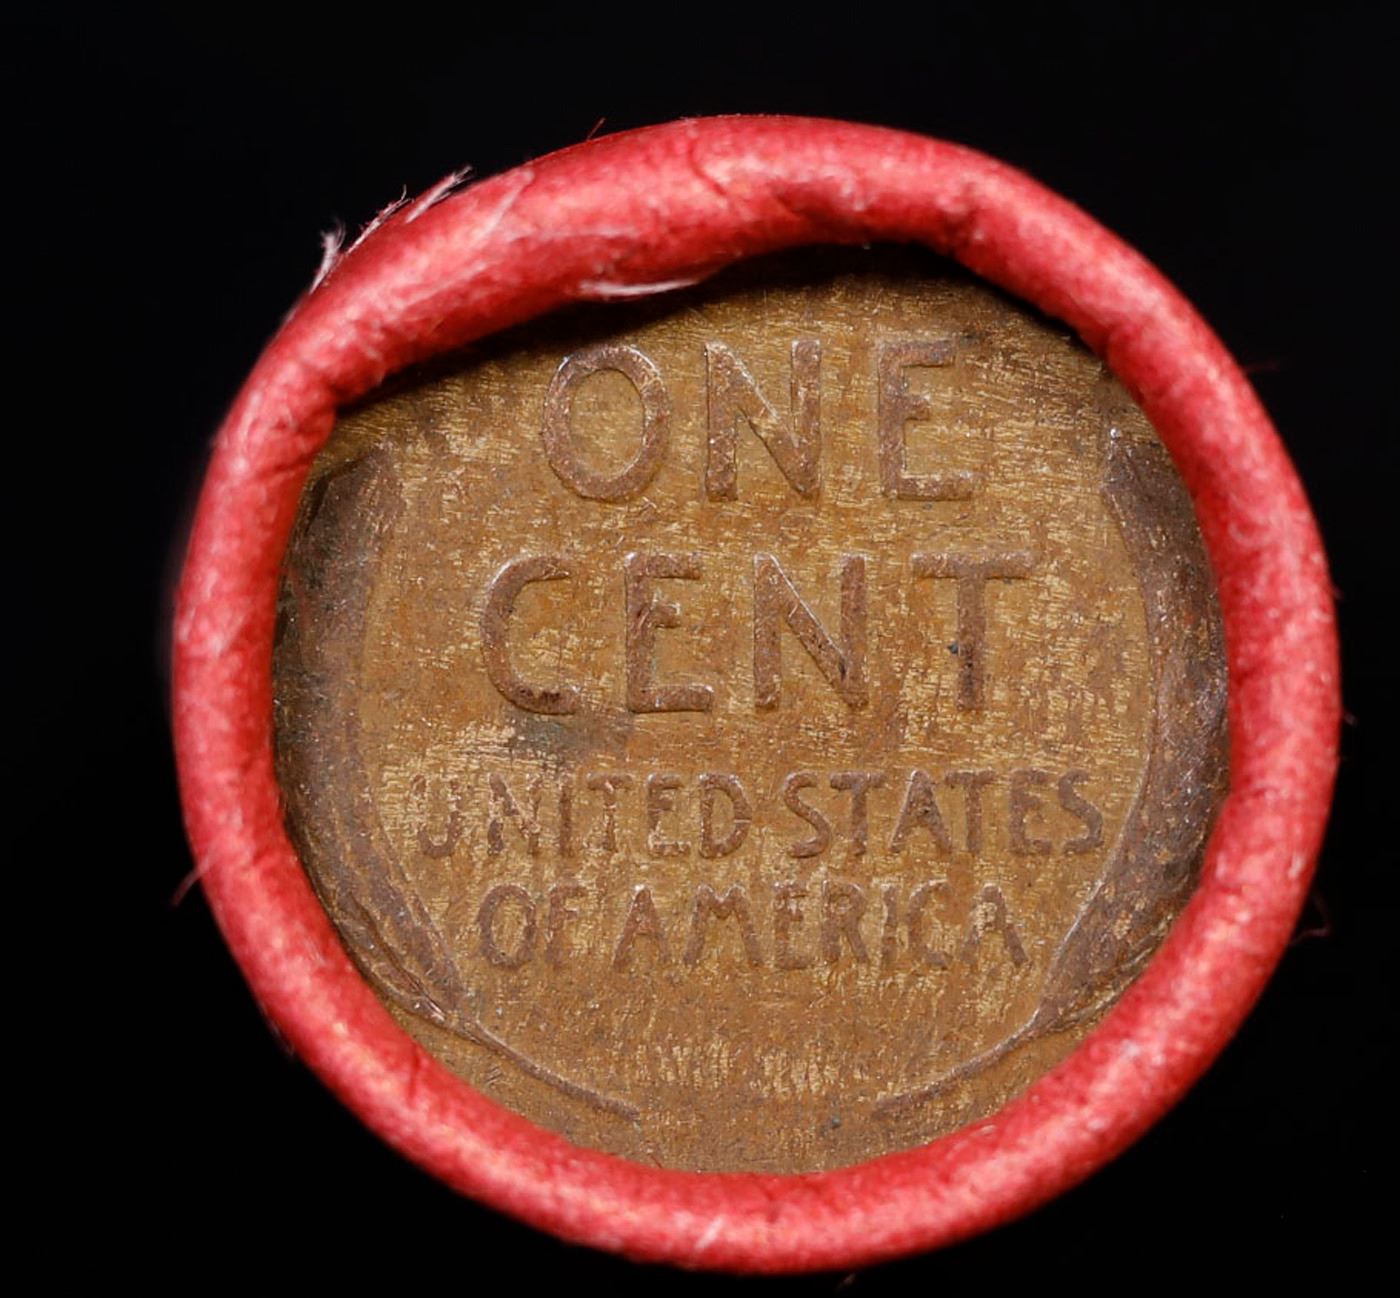 ONE
CENT
UNITED STATES
OF AMERICA